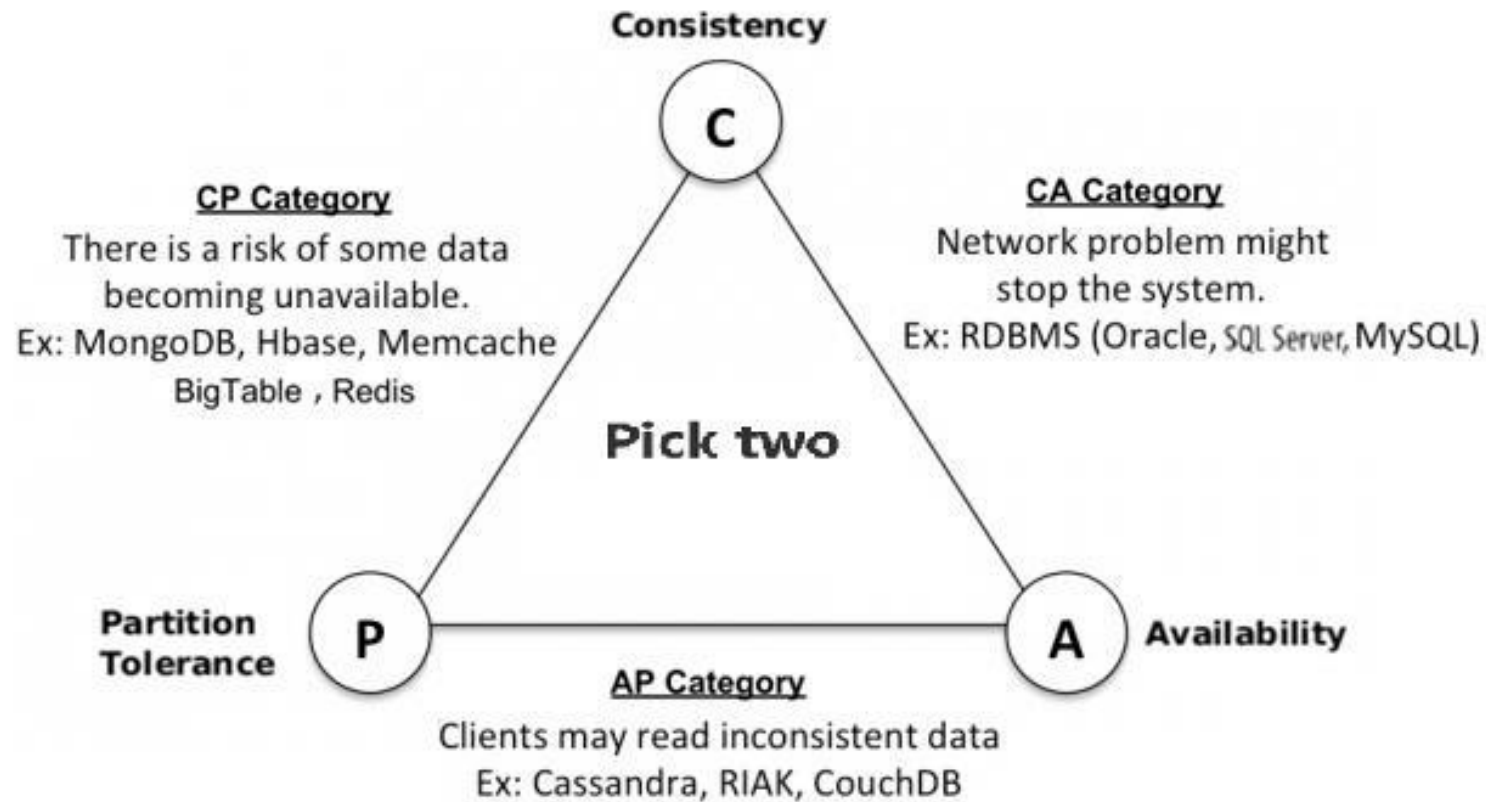 Consistency
C
CP Category
There is a risk of some data
becoming unavailable.
Ex: MongoDB, Hbase, Memcache
BigTable , Redis
CA Category
Network problem might
stop the system.
Ex: RDBMS (Oracle, SQL Server, MySQL)
Pick two
Partition
Tolerance
P
A
Availability
AP Category
Clients may read inconsistent data
Ex: Cassandra, RIAK, CouchDB